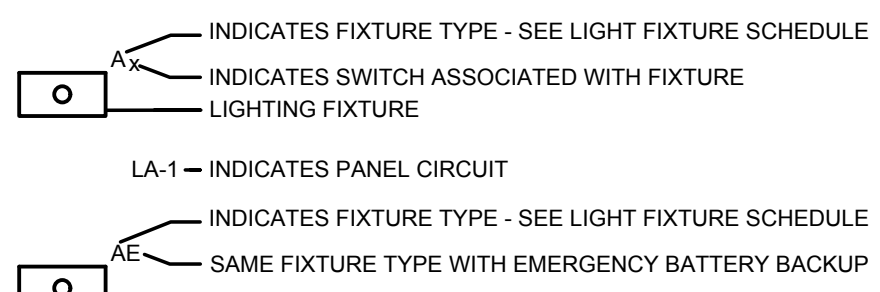 INDICATES FIXTURE TYPE - SEE LIGHT FIXTURE SCHEDULE
Ax
INDICATES SWITCH ASSOCIATED WITH FIXTURE
LIGHTING FIXTURE
LA-1 INDICATES PANEL CIRCUIT
INDICATES FIXTURE TYPE - SEE LIGHT FIXTURE SCHEDULE
AE
SAME FIXTURE TYPE WITH EMERGENCY BATTERY BACKUP